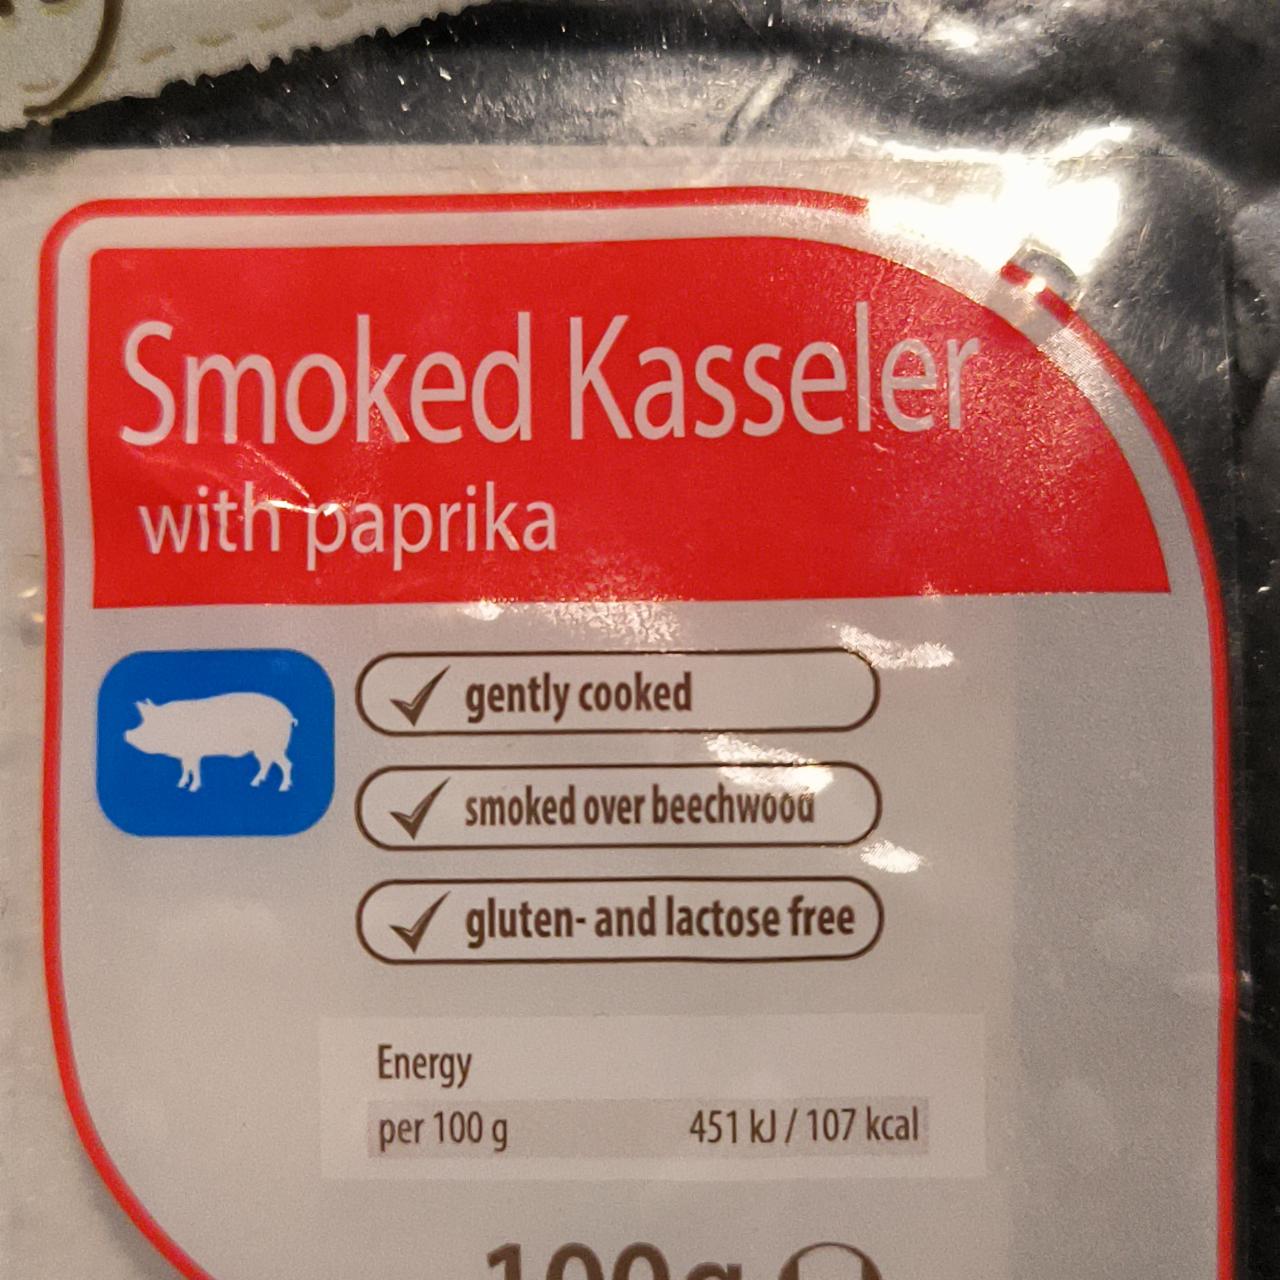 Smoked Kasseler
with paprika
gently cooked
smoked over beechwood
gluten- and lactose free
Energy
per 100 g 451 kJ / 107 kcal
100g